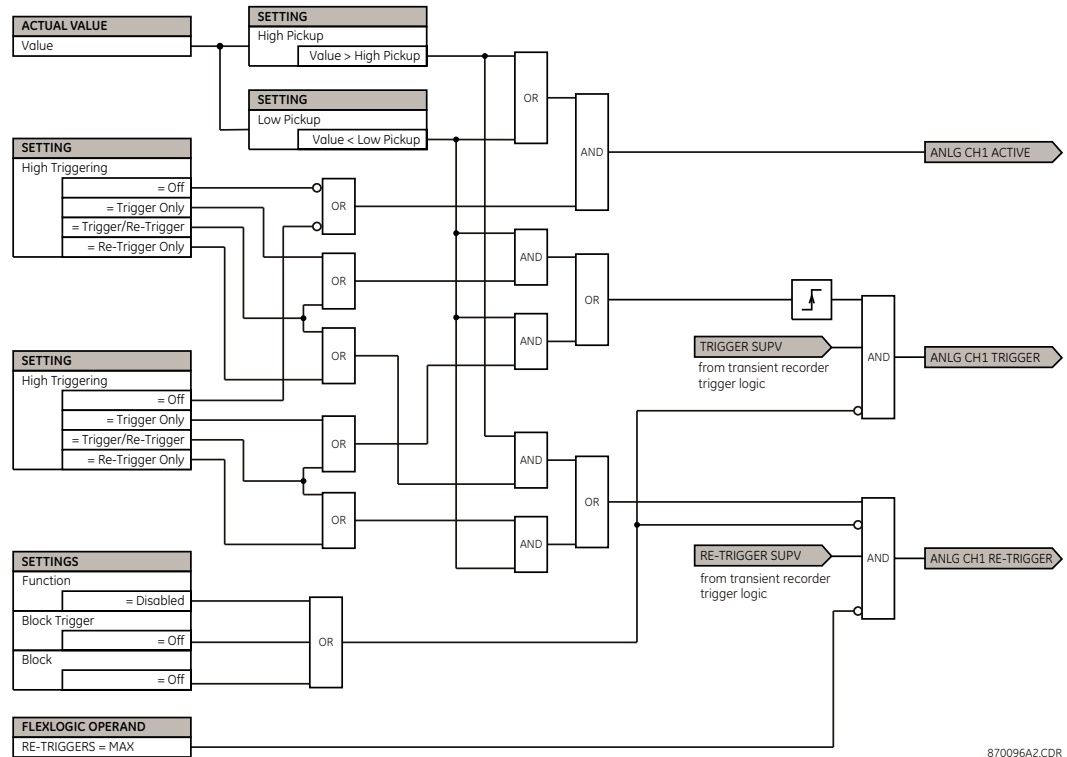 ACTUAL VALUE
Value
SETTING
High Pickup
Value > High Pickup
SETTING
Low Pickup
Value < Low Pickup
OR
AND
ANLG CH1 ACTIVE
SETTING
High Triggering
= Off
= Trigger Only
= Trigger/Re-Trigger
= Re-Trigger Only
OR
OR
OR
AND
AND
OR
TRIGGER SUPV
from transient recorder
trigger logic
AND
ANLG CH1 TRIGGER
SETTING
High Triggering
= Off
= Trigger Only
= Trigger/Re-Trigger
= Re-Trigger Only
OR
OR
AND
AND
OR
RE-TRIGGER SUPV
from transient recorder
trigger logic
AND
ANLG CH1 RE-TRIGGER
SETTINGS
Function
= Disabled
Block Trigger
= Off
Block
= Off
OR
FLEXLOGIC OPERAND
RE-TRIGGERS = MAX
870096A2.CDR